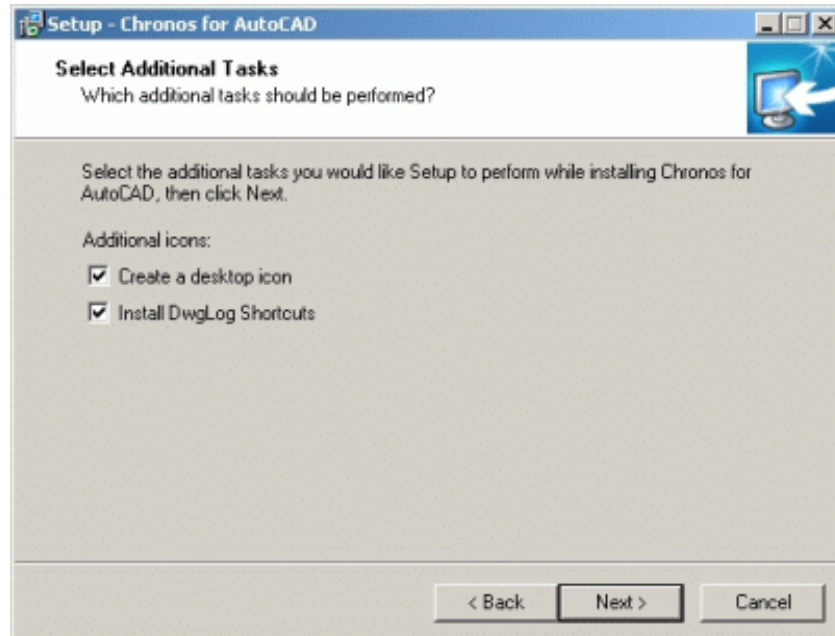 Setup - Chronos for AutoCAD
Select Additional Tasks
Which additional tasks should be performed?
Select the additional tasks you would like Setup to perform while installing Chronos for
AutoCAD, then click Next.
Additional icons:
Create a desktop icon
Install DwgLog Shortcuts
< Back
Next >
Cancel